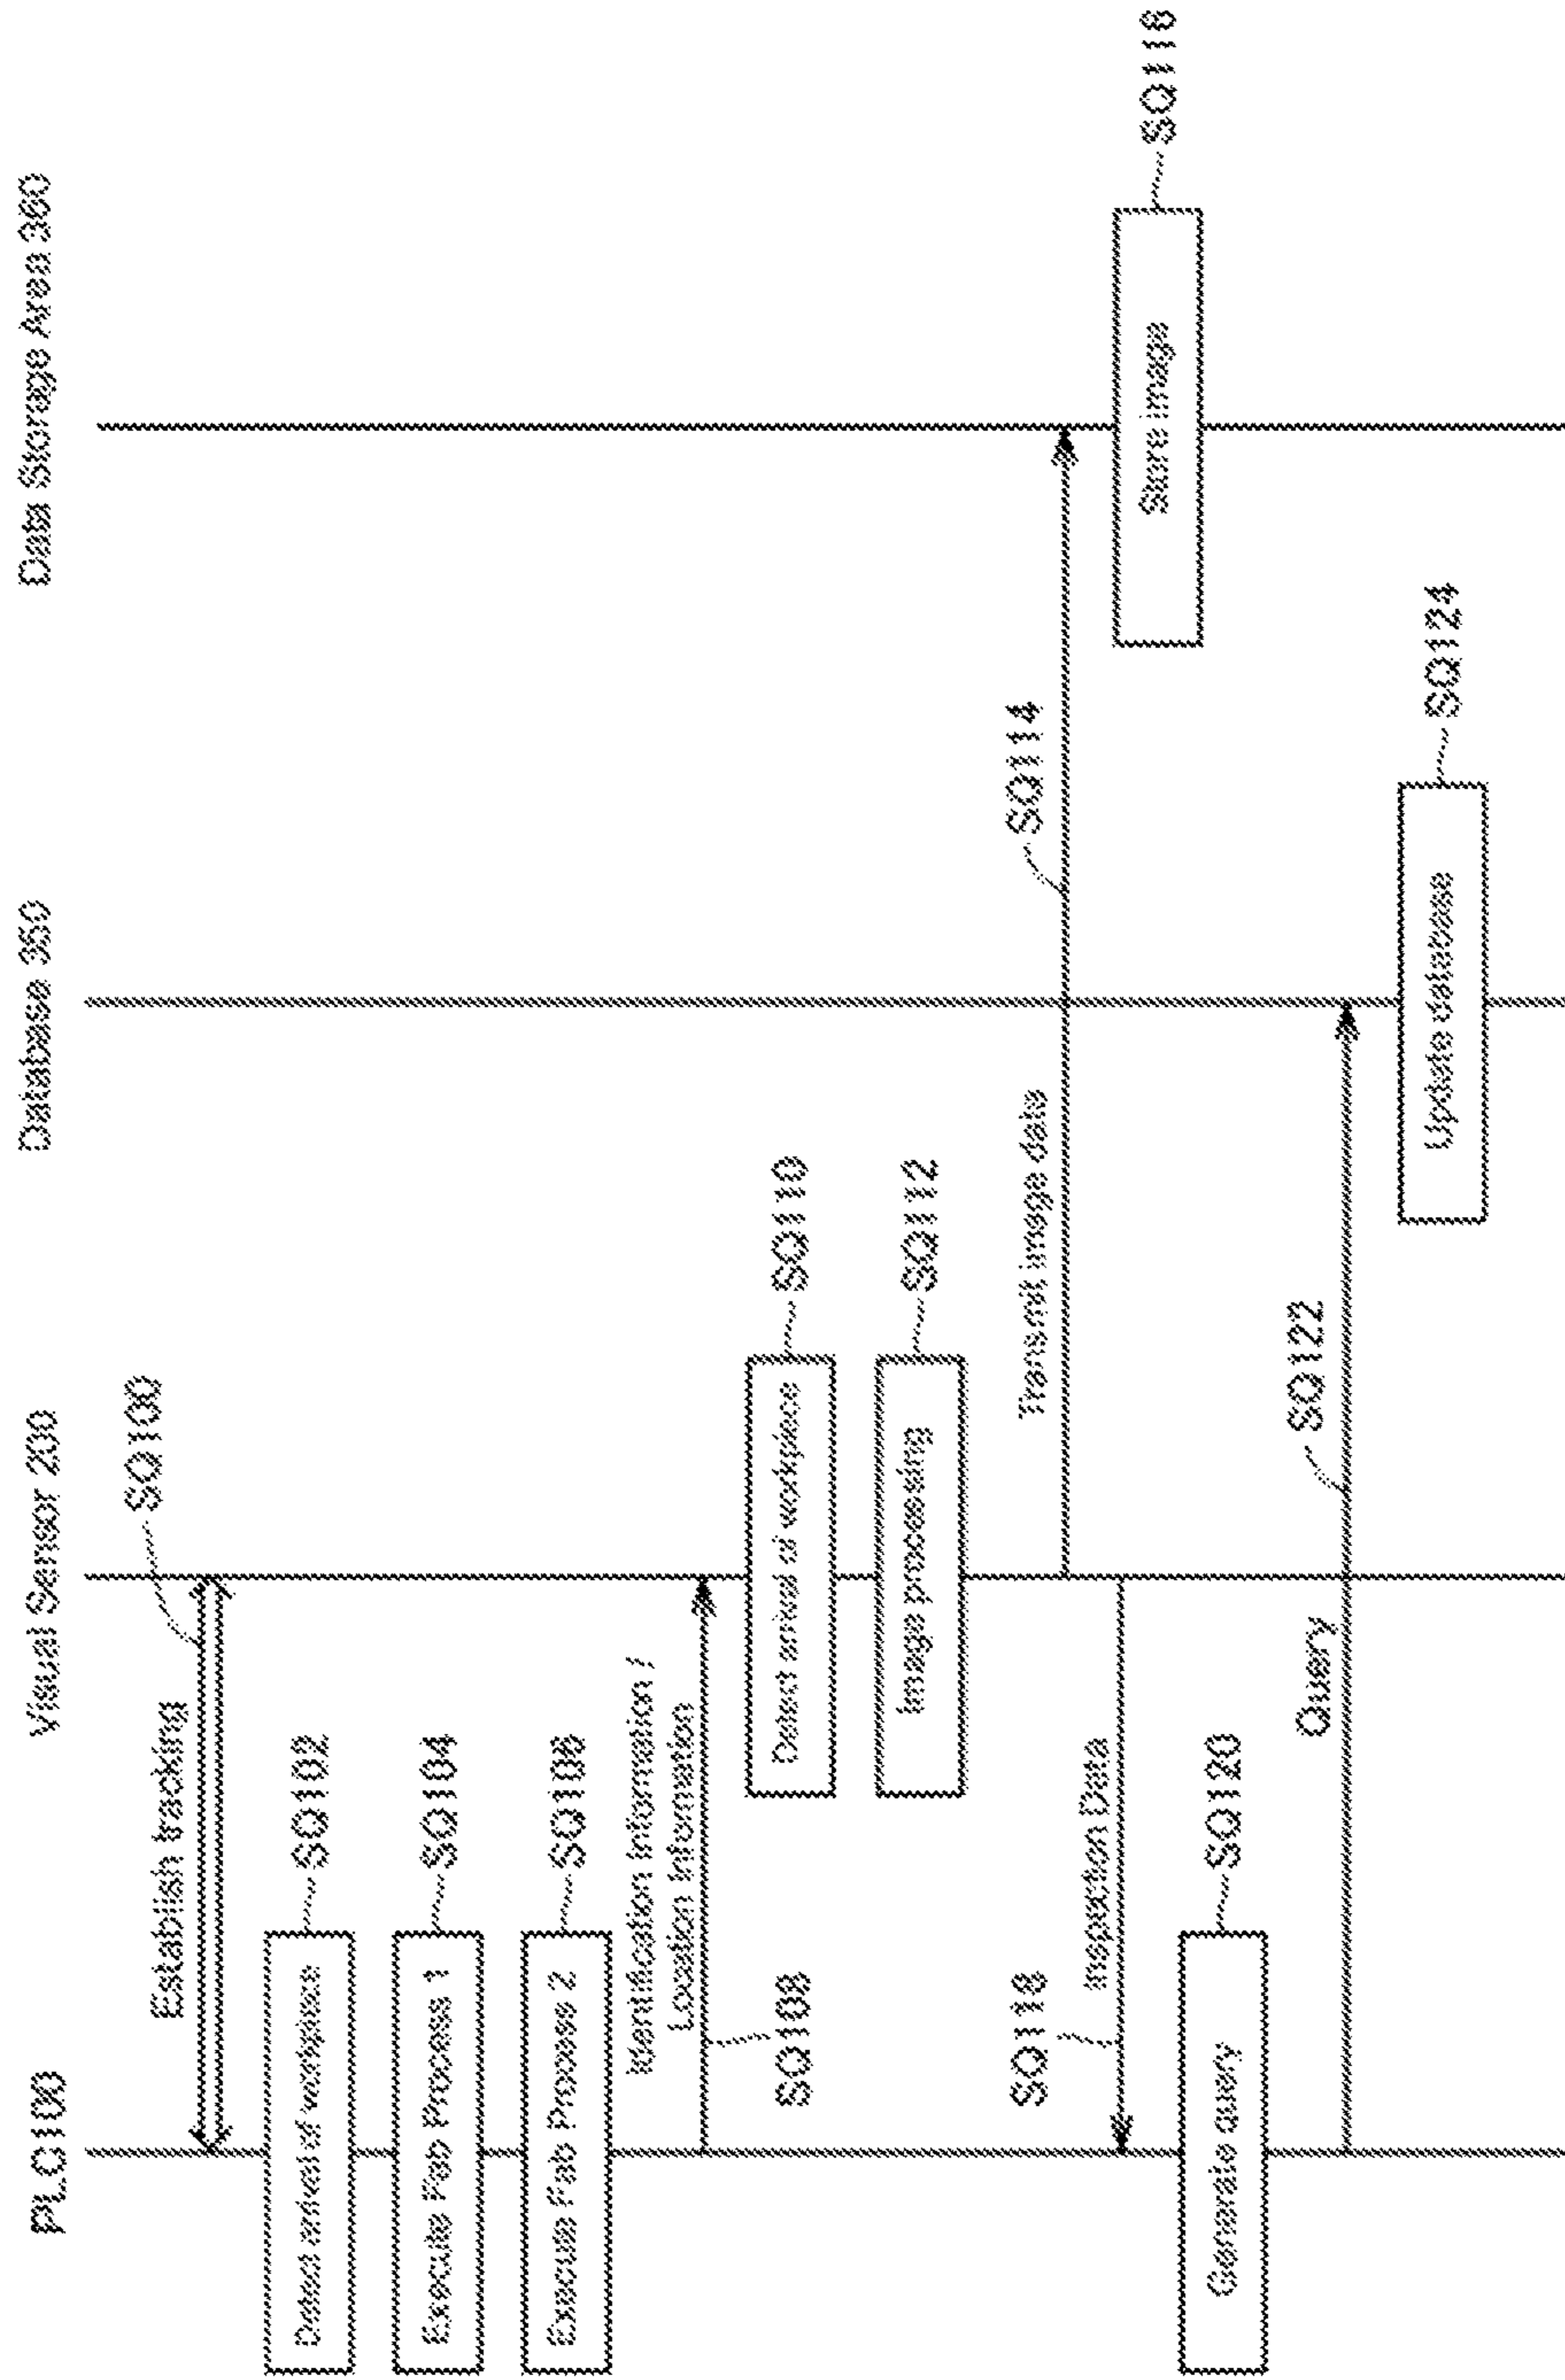 PLC100
Visual Sensor 200
Database 350
Data Storage Area 360
Establish tracking
SQ100
Detect arrival of workpiece
SQ102
Execute Fab Process 1
SQ104
Execute Fab Process 2
SQ106
Identification Information /
Location Information
SQ108
Detect arrival of workpiece
SQ110
Image processing
SQ112
Transmit image data
SQ114
Store image
SQ116
SQ118
Inspection Data
Generate query
SQ120
Query
SQ122
Update database
SQ124